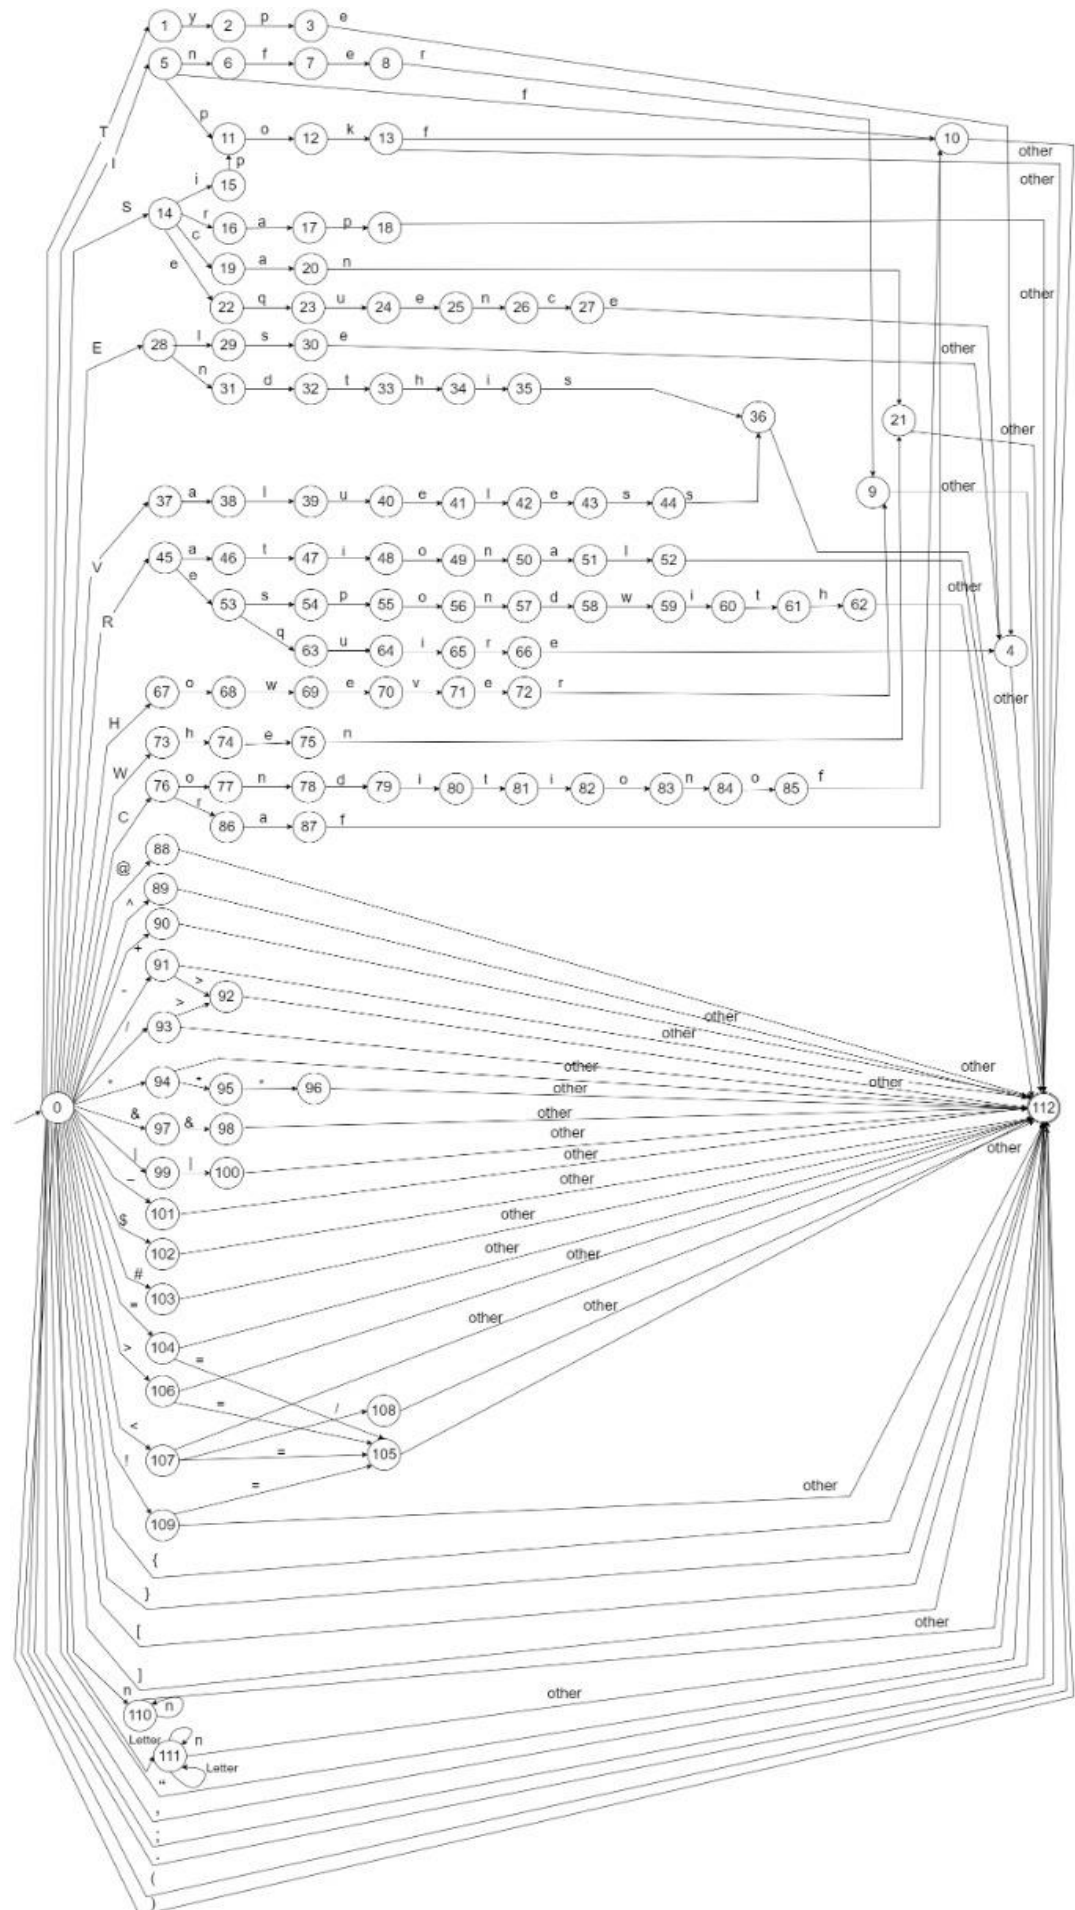 1 y 2 p 3 e
5 n 6 f 7 e 8 r
f
T p 11 o 12 k 13 f 10 other
I p other
i 15
S 14 r 16 a 17 p 18
c 19 a 20 n
e other
22 q 23 u 24 e 25 n 26 c 27 e
E 28 l 29 s 30 e other
n 31 d 32 t 33 h 34 i 35 s
36 21 other
37 a 38 l 39 u 40 e 41 l 42 e 43 s 44 s 9 other
V 45 a 46 t 47 i 48 o 49 n 50 a 51 l 52
e other
R 53 s 54 p 55 o 56 n 57 d 58 w 59 i 60 t 61 h 62
q 63 u 64 i 65 r 66 e 4
67 o 68 w 69 e 70 v 71 e 72 r other
H
73 h 74 e 75 n
W
76 o 77 n 78 d 79 i 80 t 81 i 82 o 83 n 84 o 85 f
C r 86 a 87 f
88
@
89
^
90
+
91 >
- 92 other
> other
/ 93
other other
94 95 96 other other
0 112
& 97 & 98 other
| 99 | 100 other
other other
_ 101 other
$ 102 other
# other other
103
=
104 other other
> =
106 =
/ 108
<
107 = 105
!
= other
109
{
}
[
other
]
n other
110 n
Letter n
111 Letter
“
,
;
(
)